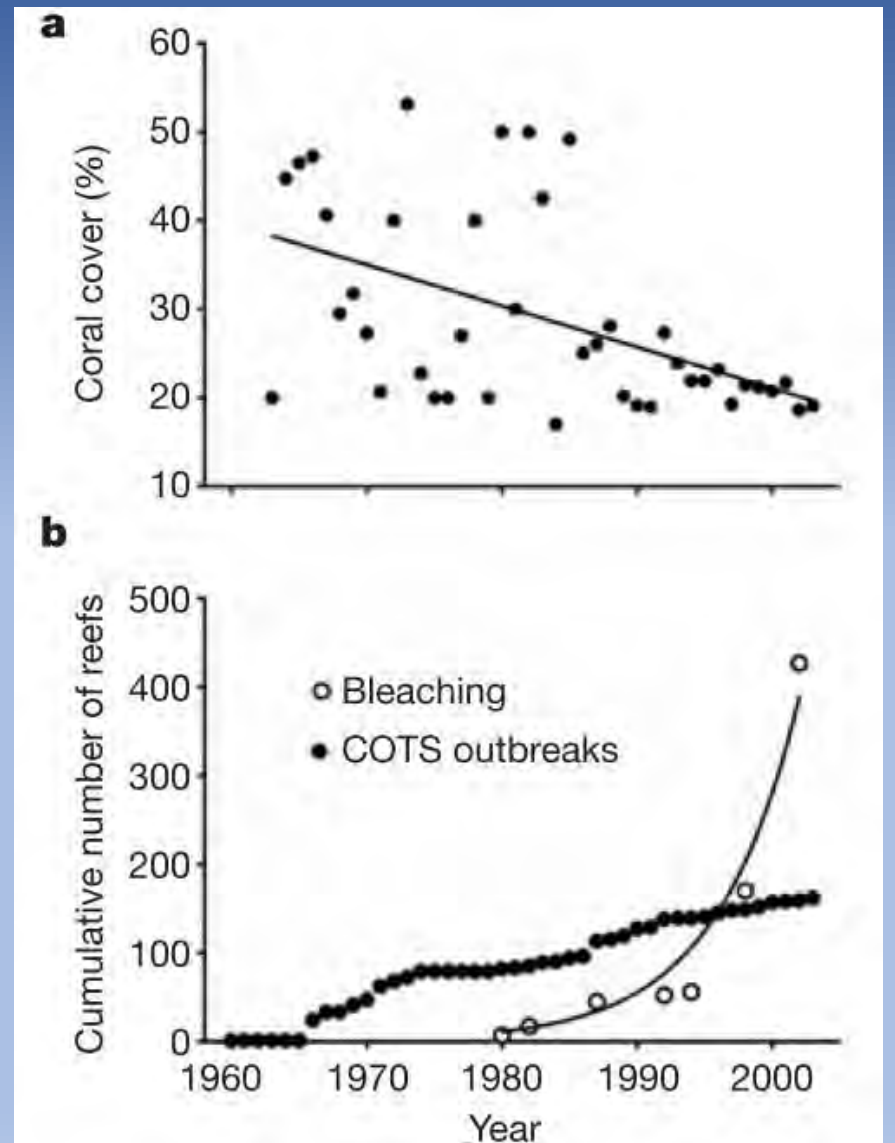 a
Coral cover (%)
60
50
40
30
20
10
b
Cumulative number of reefs
500
400
300
200
100
0
Bleaching
COTS outbreaks
1960 1970 1980 1990 2000
Year